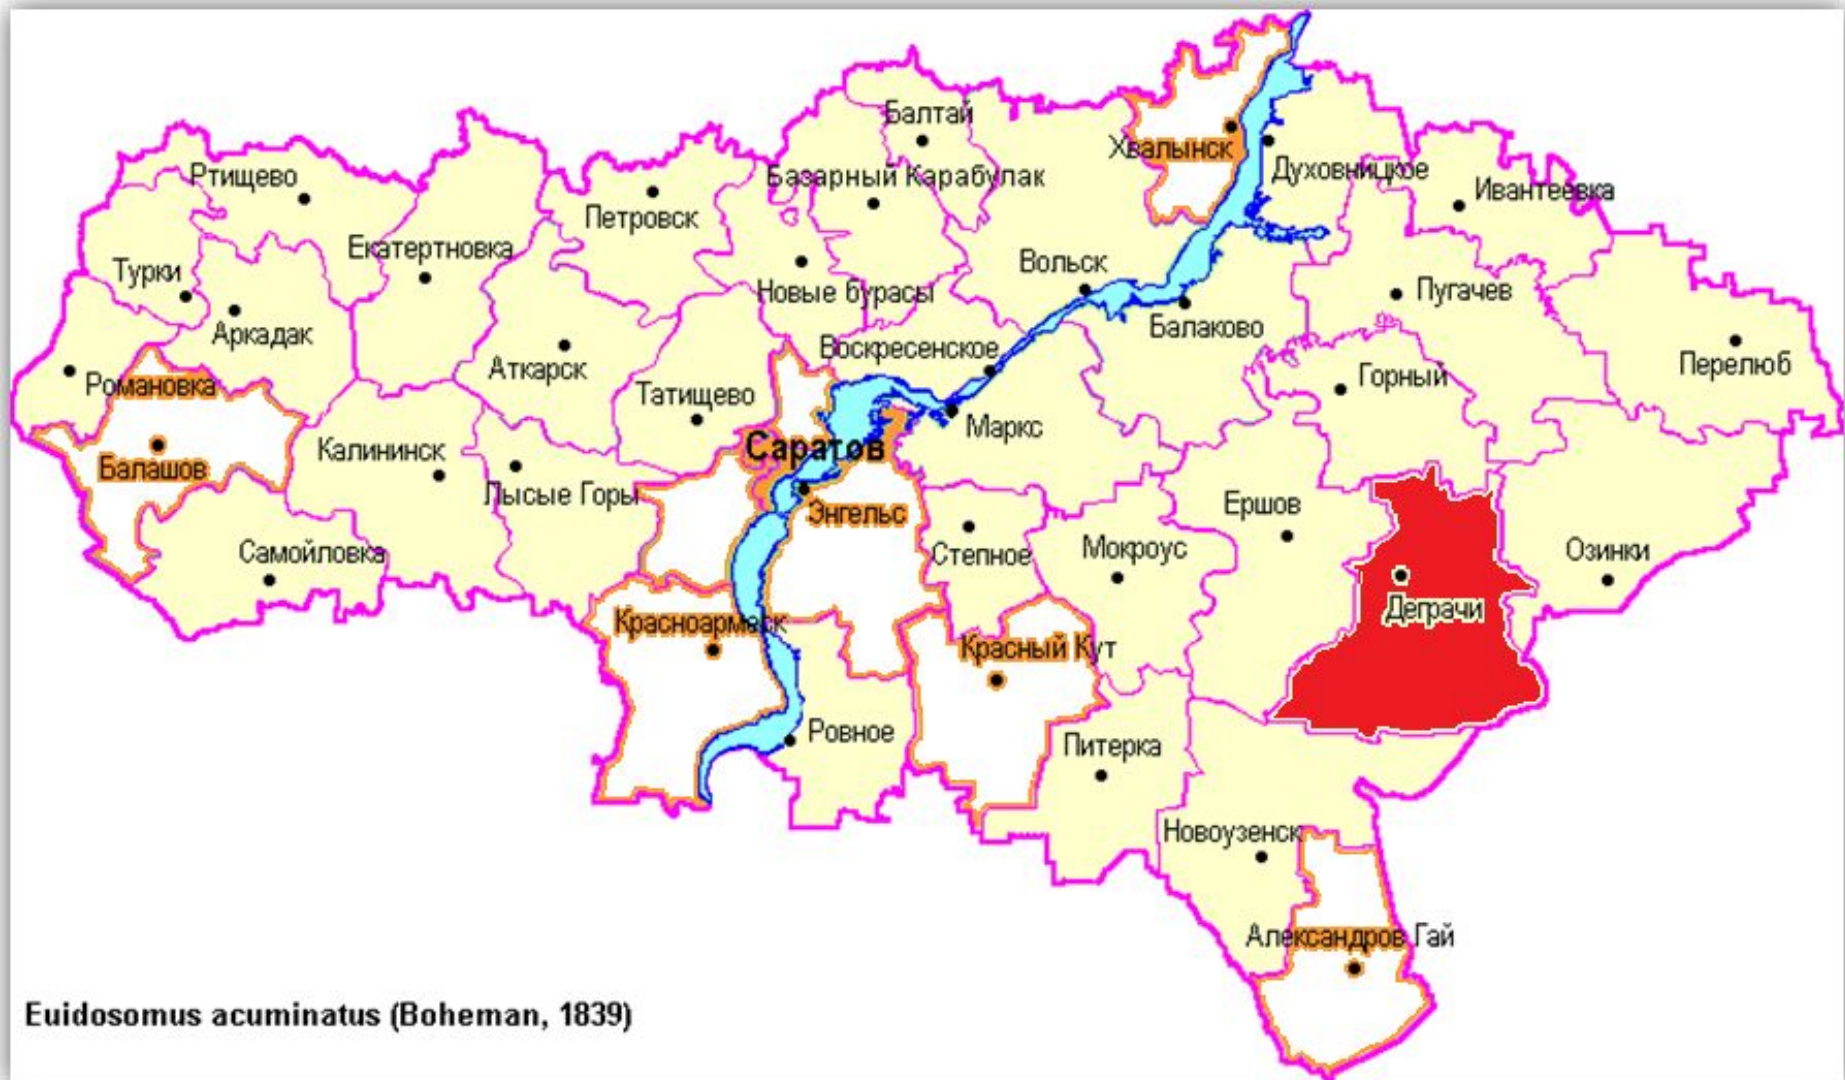 Балтай
Хвалынск
Ртищево
Базарный Карабулак
Духовницкое
Ивантеевка
Петровск
Екатертновка
Турки
Вольск
Новые бурасы
Пугачев
Аркадак
Балаково
Воскресенское
Перелюб
Аткарск
Романовка
Татищево
Горный
Маркс
Саратов
Калининск
Балашов
Лысые Горы
Энгельс
Ершов
Самойловка
Степное
Мокроус
Озинки
Деграчи
Красноармеск
Красный Кут
Ровное
Питерка
Новоузенск
Александров Гай
Euidosomus acuminatus (Boheman, 1839)